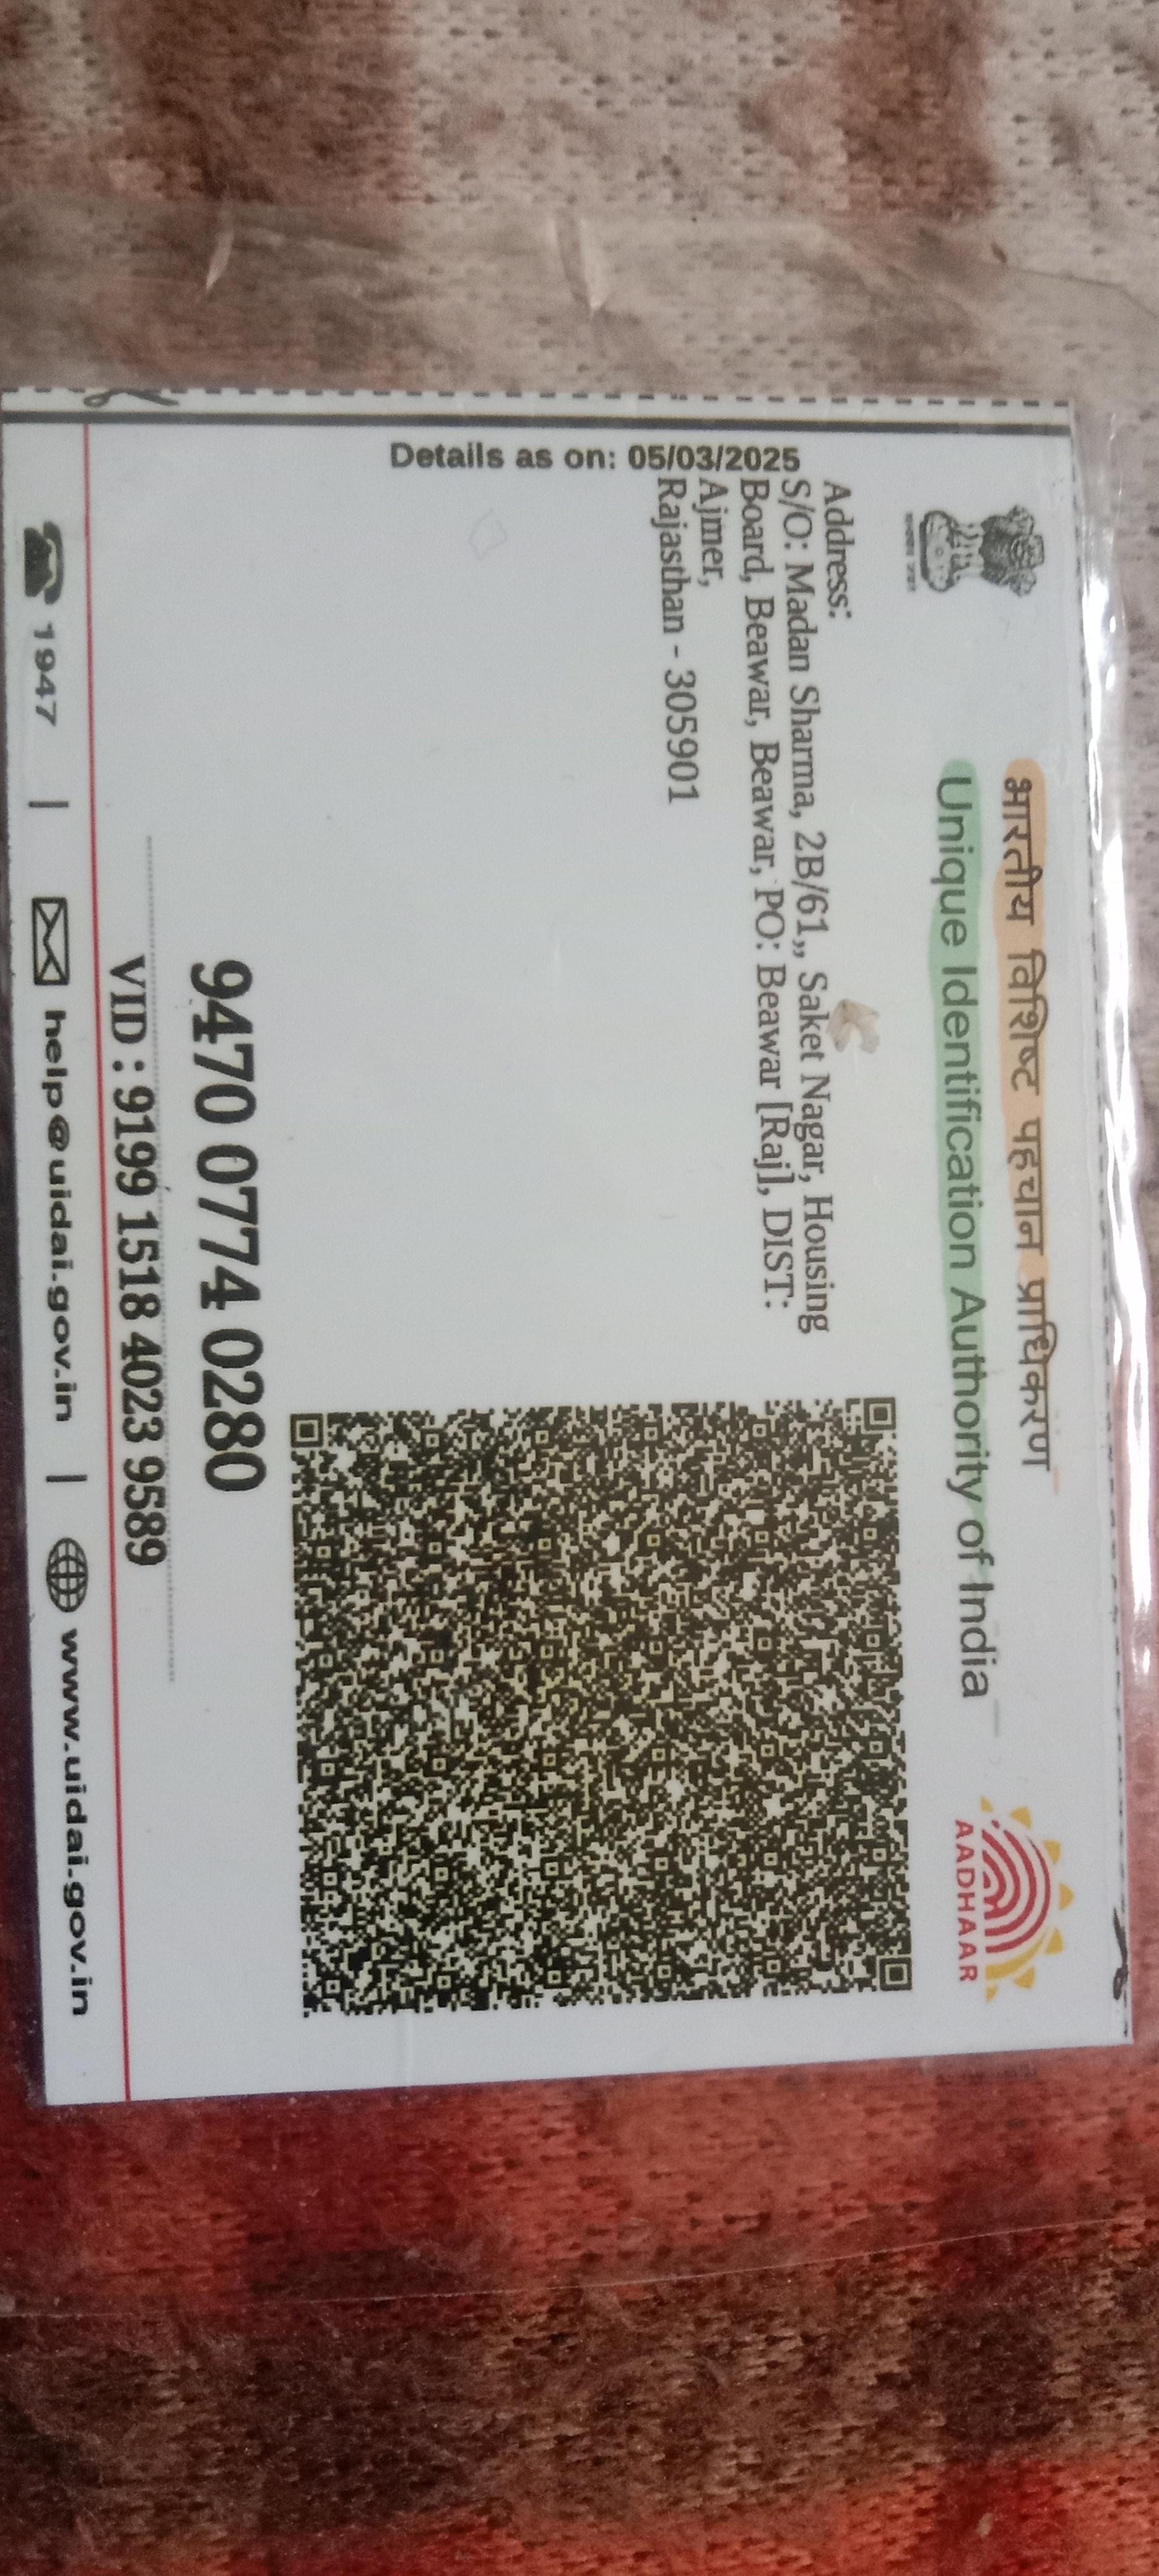 भारतीय विशिष्ट पहचान प्राधिकरण
Unique Identification Authority of India
AADHAAR
Details as on: 05/03/2025
Address:
S/O: Madan Sharma, 2B/61,, Saket Nagar, Housing
Board, Beawar, Beawar, PO: Beawar [Raj], DIST:
Ajmer,
Rajasthan - 305901
9470 0774 0280
VID : 9199 1518 4023 9589
1947 | help@uidai.gov.in | www.uidai.gov.in